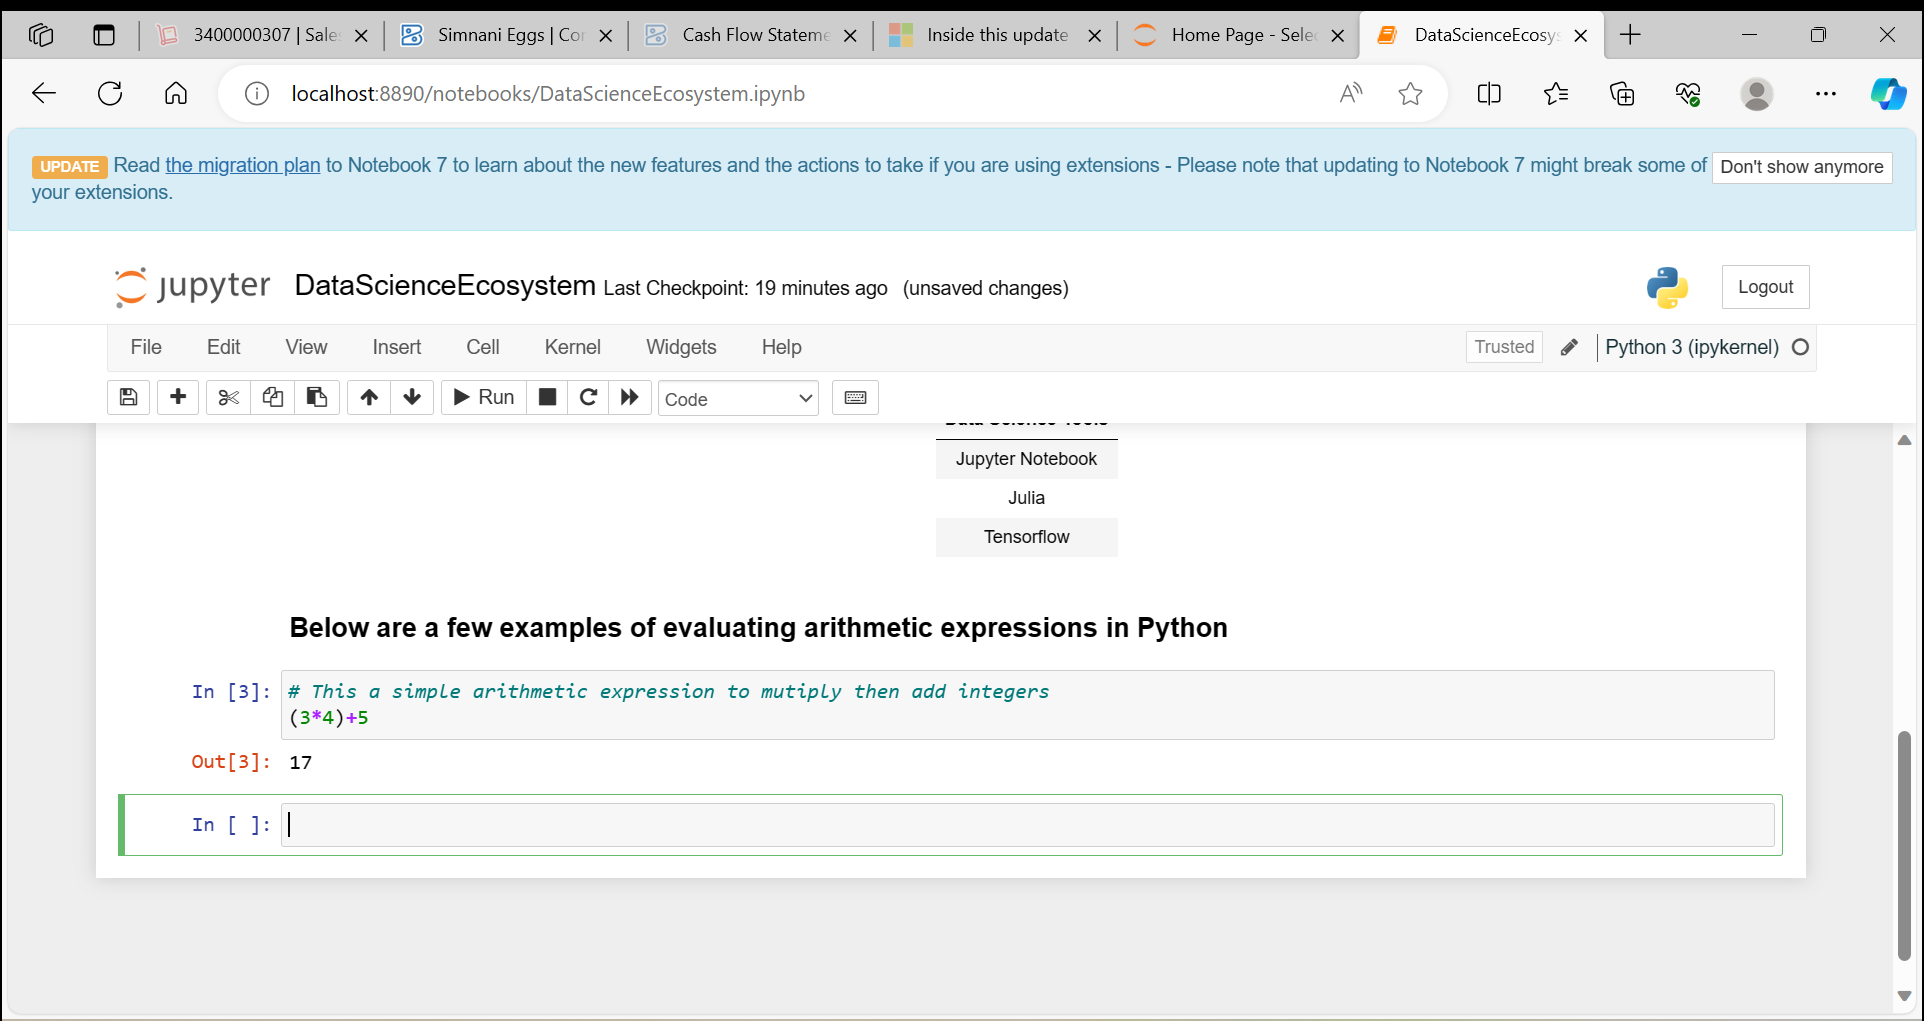 3400000307 | Sale
Simnani Eggs | Co
Cash Flow Stateme
Inside this update
Home Page - Sele
DataScienceEcosys
localhost:8890/notebooks/DataScienceEcosystem.ipynb
UPDATE Read the migration plan to Notebook 7 to learn about the new features and the actions to take if you are using extensions - Please note that updating to Notebook 7 might break some of
your extensions.
Don't show anymore
jupyter DataScienceEcosystem Last Checkpoint: 19 minutes ago (unsaved changes)
Logout
File Edit View Insert Cell Kernel Widgets Help
Trusted
Python 3 (ipykernel)
Run
Code
Data Science Tools
Jupyter Notebook
Julia
Tensorflow
Below are a few examples of evaluating arithmetic expressions in Python
In [3]: # This a simple arithmetic expression to mutiply then add integers
(3*4)+5
Out[3]: 17
In [ ]: